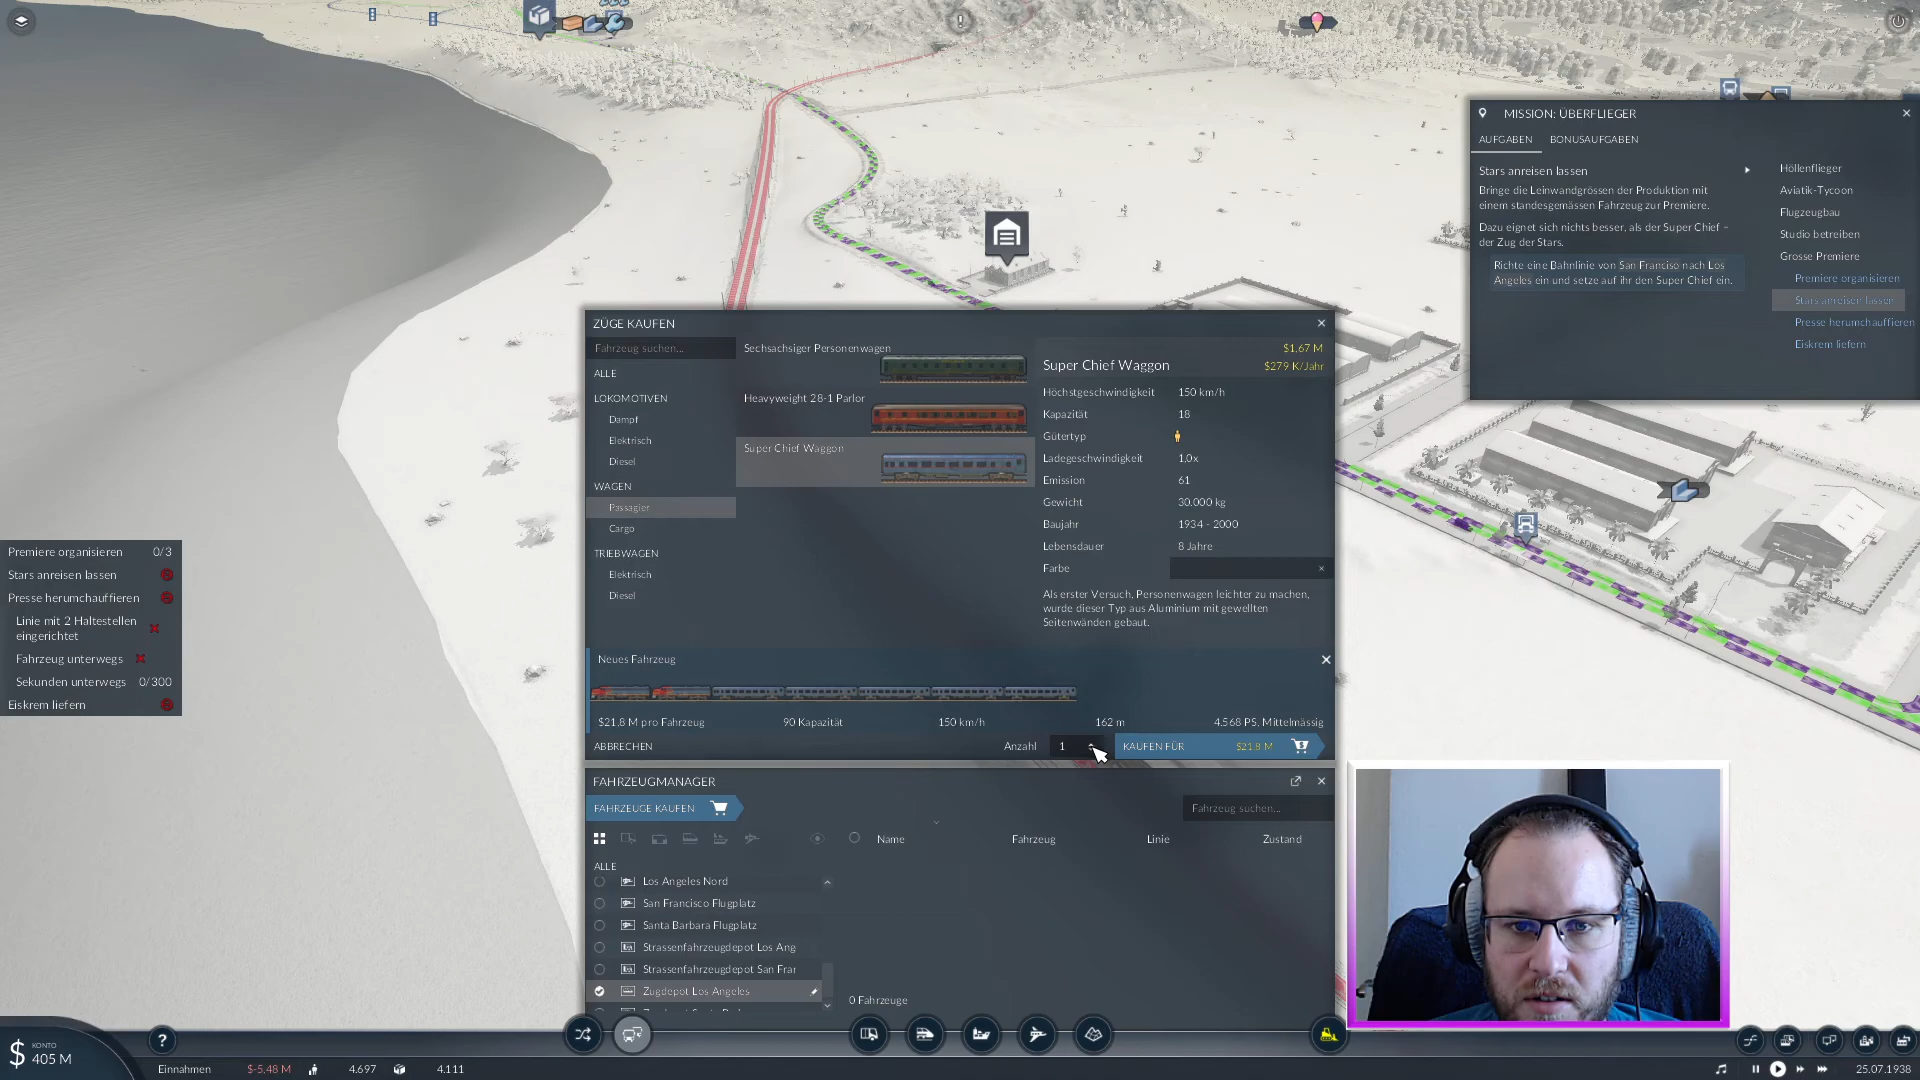 MISSION: ÜBERFLIEGER
AUFGABEN BONUSAUFGABEN
Stars anreisen lassen
Bringe die Leinwandgrössen der Produktion mit
einem standesgemässen Fahrzeug zur Premiere.
Dazu eignet sich nichts besser, als der Super Chief –
der Zug der Stars.
Richte eine Bahnlinie von San Franciso nach Los
Angeles ein und setze auf ihr den Super Chief ein.
Höllenflieger
Aviatik-Tycoon
Flugzeugbau
Studio betreiben
Grosse Premiere
Premiere organisieren
Stars anreisen lassen
Presse herumchauffieren
Eiskrem liefern
ZÜGE KAUFEN
Fahrzeug suchen...
ALLE
LOKOMOTIVEN
Dampf
Elektrisch
Diesel
WAGEN
Passagier
Cargo
TRIEBWAGEN
Elektrisch
Diesel
Sechsachsiger Personenwagen
Heavyweight 28-1 Parlor
Super Chief Waggon
$1.67 M
Super Chief Waggon $279 K/Jahr
Höchstgeschwindigkeit 150 km/h
Kapazität 18
Gütertyp
Ladegeschwindigkeit 1,0x
Emission 61
Gewicht 30.000 kg
Baujahr 1934 - 2000
Lebensdauer 8 Jahre
Farbe
Als erster Versuch, Personenwagen leichter zu machen,
wurde dieser Typ aus Aluminium mit gewellten
Seitenwänden gebaut.
Neues Fahrzeug
$21,8 M pro Fahrzeug 90 Kapazität 150 km/h 162 m 4.568 PS, Mittelmässig
ABBRECHEN Anzahl 1 KAUFEN FÜR $21,8 M
Premiere organisieren 0/3
Stars anreisen lassen
Presse herumchauffieren
Linie mit 2 Haltestellen
eingerichtet
Fahrzeug unterwegs
Sekunden unterwegs 0/300
Eiskrem liefern
FAHRZEUGMANAGER
FAHRZEUGE KAUFEN Fahrzeug suchen...
Name Fahrzeug Linie Zustand
ALLE
Los Angeles Nord
San Francisco Flugplatz
Santa Barbara Flugplatz
Strassenfahrzeugdepot Los Ang
Strassenfahrzeugdepot San Frar
Zugdepot Los Angeles
0 Fahrzeuge
$ KONTO
405 M
?
Einnahmen $-5,48 M 4.697 4.111 25.07.1938